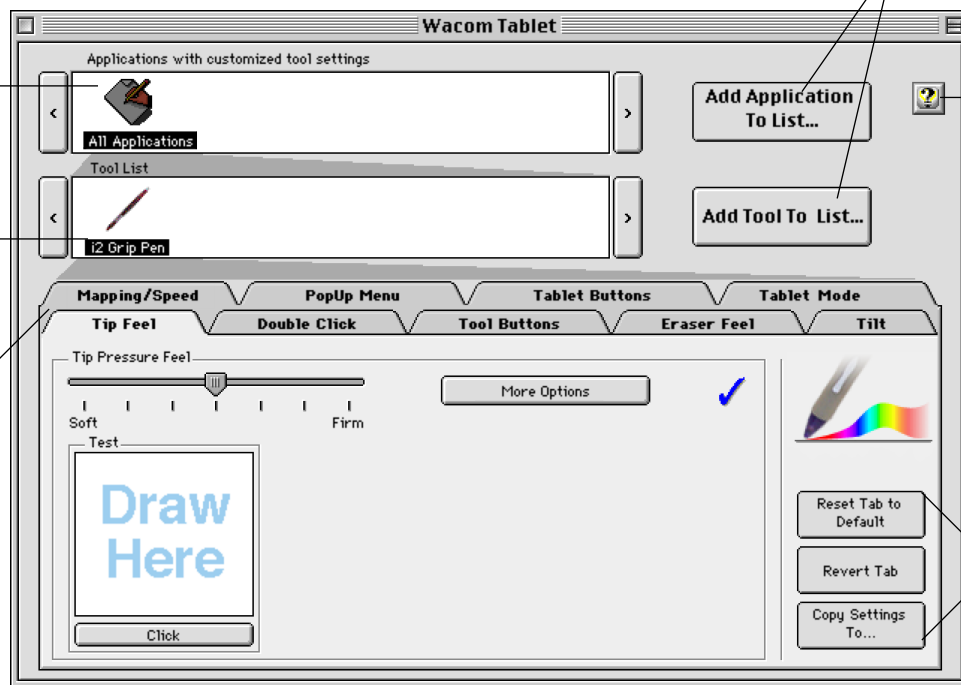 Wacom Tablet
Applications with customized tool settings
<
All Applications
>
Add Application
To List...
?
Tool List
<
i2 Grip Pen
>
Add Tool To List...
Mapping/Speed
PopUp Menu
Tablet Buttons
Tablet Mode
Tip Feel
Double Click
Tool Buttons
Eraser Feel
Tilt
Tip Pressure Feel
More Options
Soft
Firm
Test
Draw
Here
Click
Reset Tab to
Default
Revert Tab
Copy Settings
To...